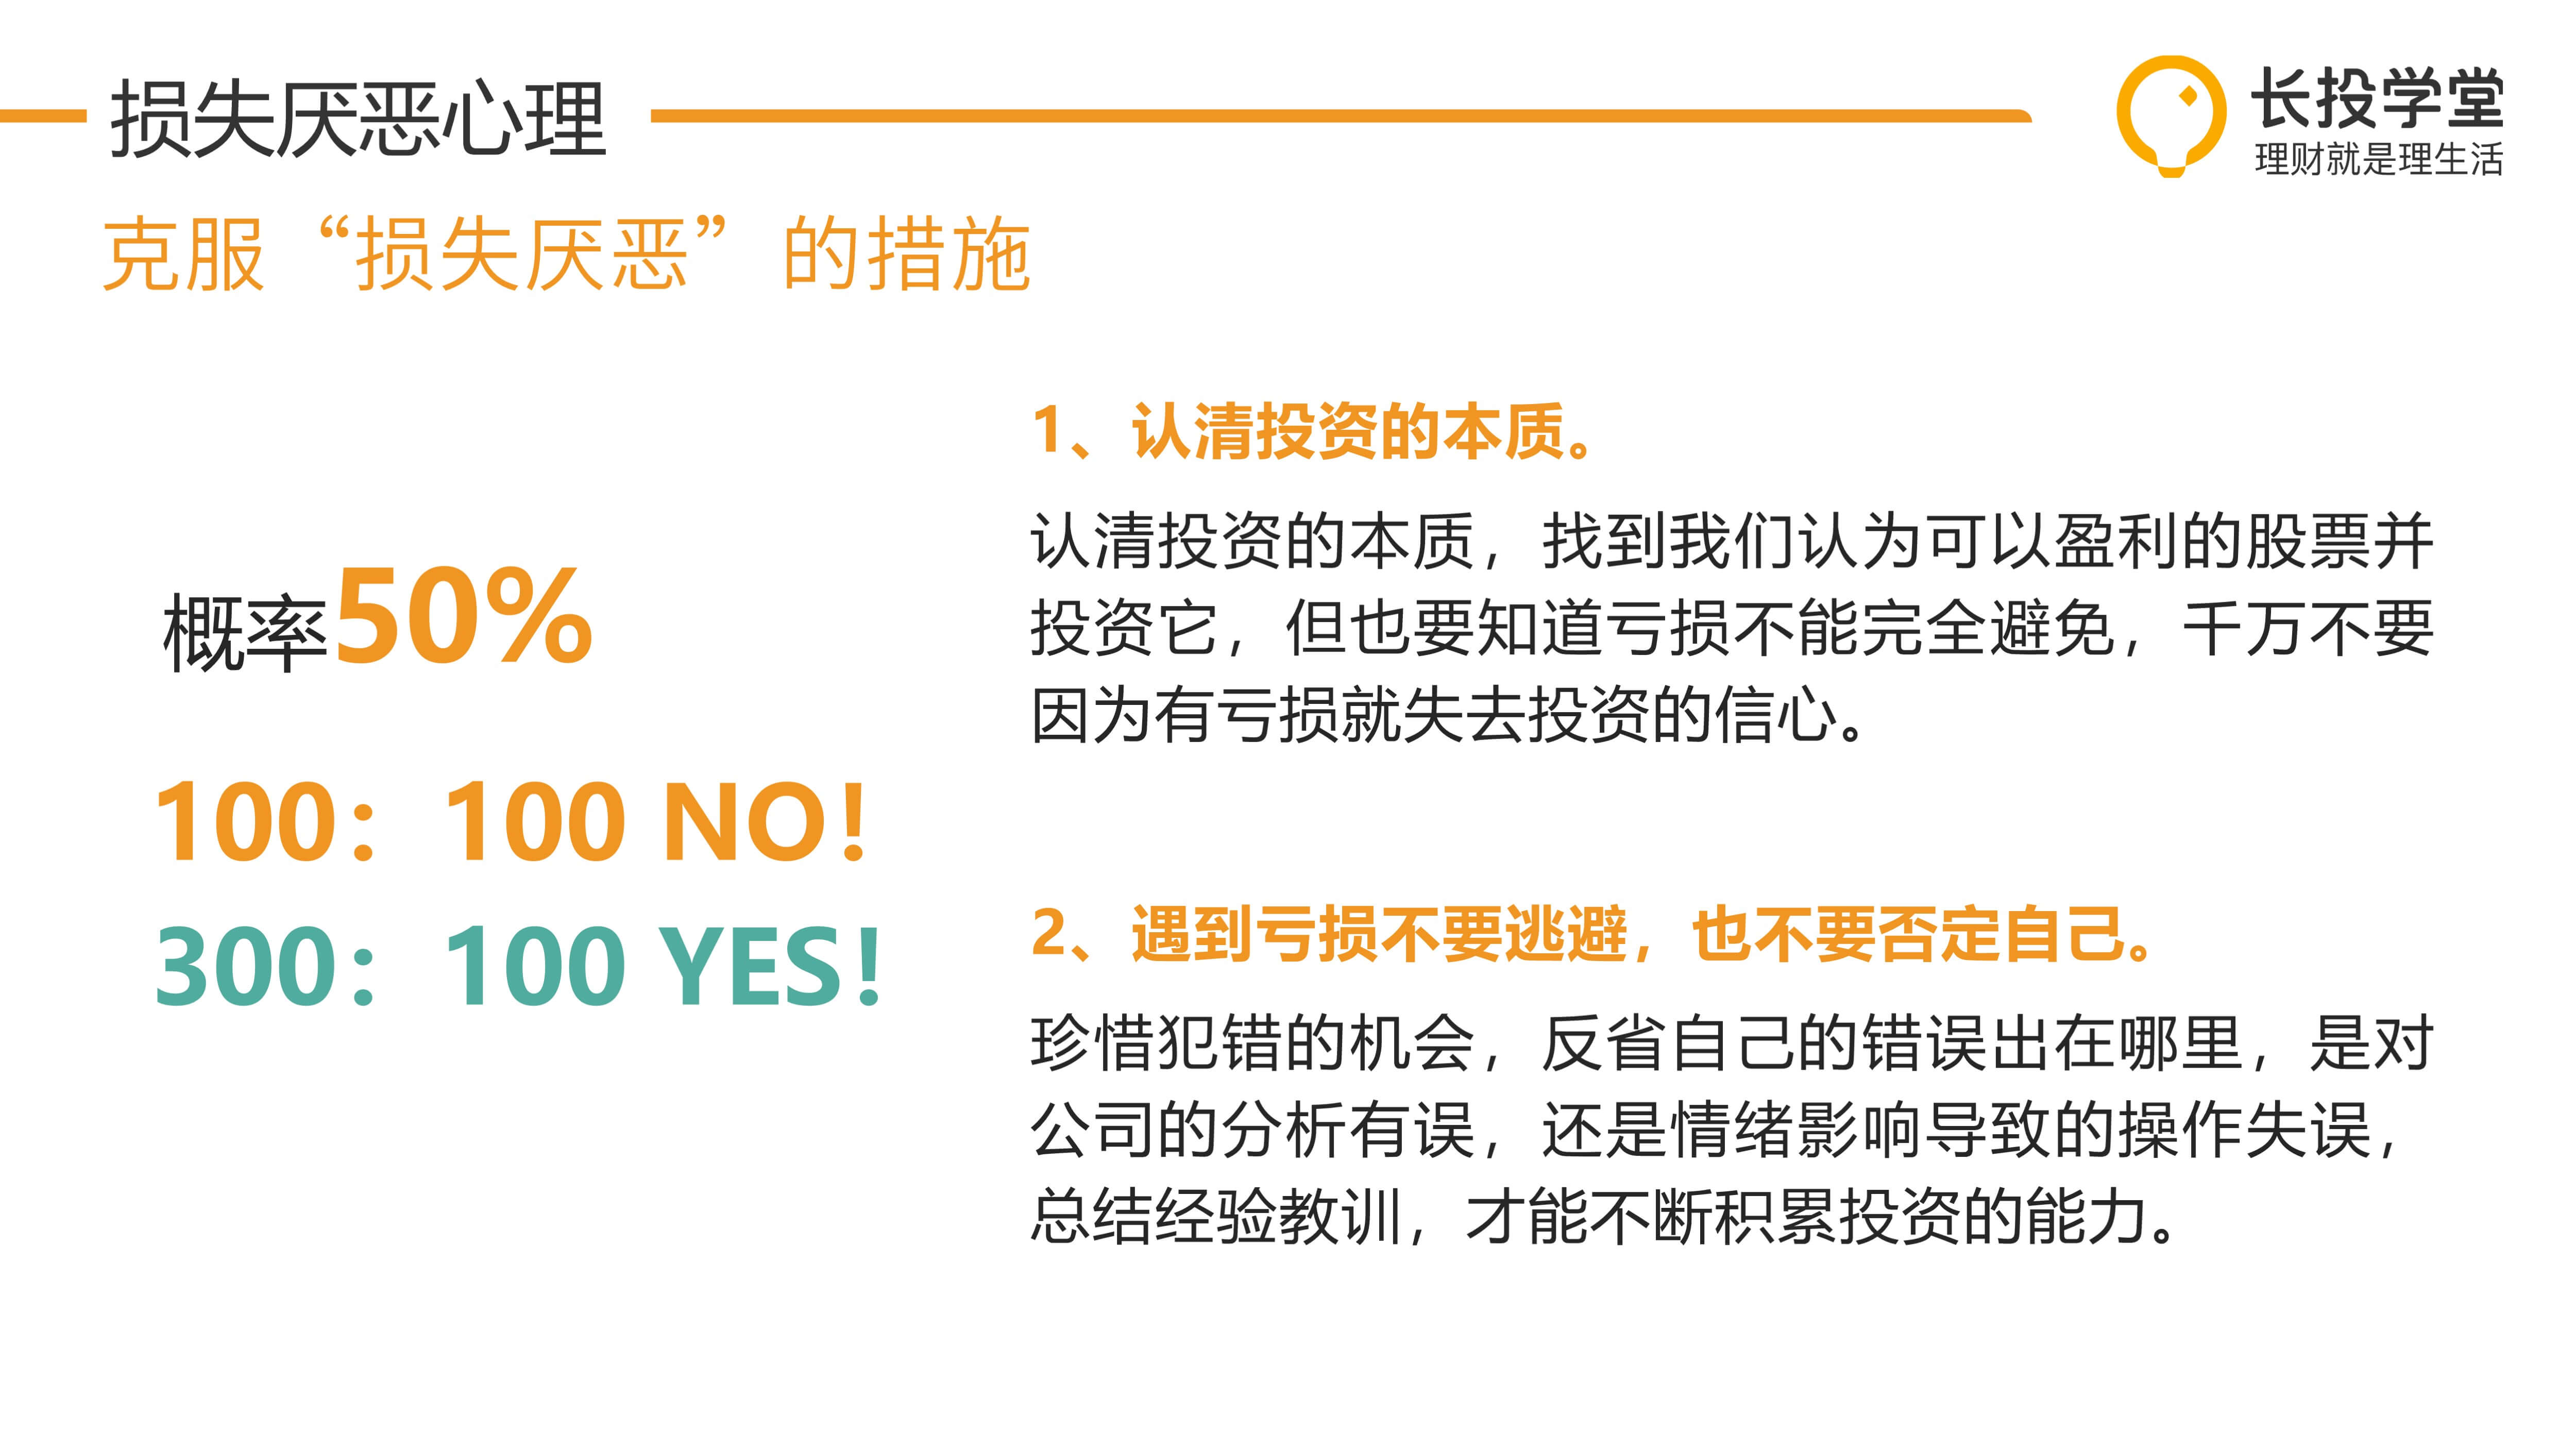 损失厌恶心理
长投学堂
理财就是理生活
克服“损失厌恶”的措施
概率50%
100：100 NO！
300：100 YES！
1、认清投资的本质。
认清投资的本质，找到我们认为可以盈利的股票并
投资它，但也要知道亏损不能完全避免，千万不要
因为有亏损就失去投资的信心。
2、遇到亏损不要逃避，也不要否定自己。
珍惜犯错的机会，反省自己的错误出在哪里，是对
公司的分析有误，还是情绪影响导致的操作失误，
总结经验教训，才能不断积累投资的能力。